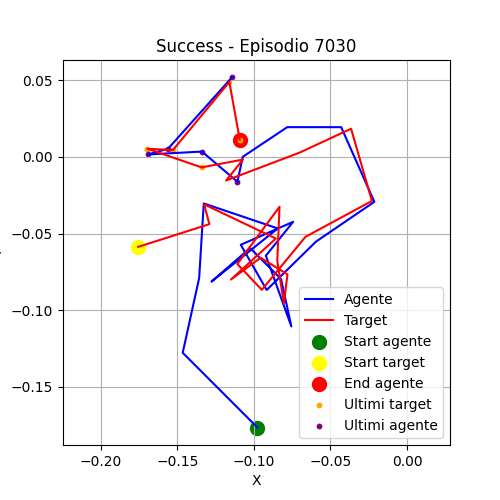 Success - Episodio 7030
0.05
0.00
−0.05
−0.10
−0.15
−0.20
−0.15
−0.10
−0.05
0.00
X
Agente
Target
Start agente
Start target
End agente
Ultimi target
Ultimi agente